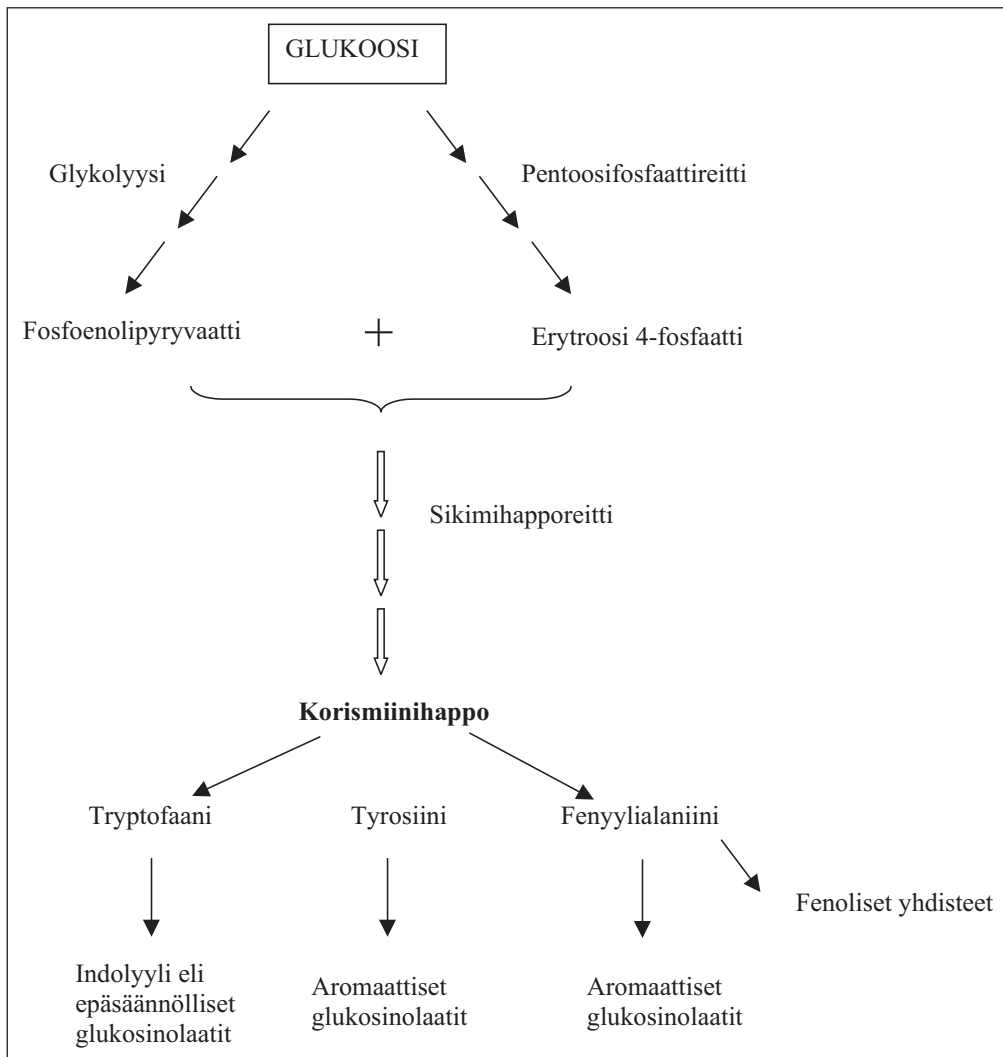 GLUKOOSI
Glykolyysi
Pentoosifosfaattireitti
Fosfoenolipyryvaatti
+
Erytroosi 4-fosfaatti
Sikimihapporeitti
Korismiinihappo
Tryptofaani
Tyrosiini
Fenyylialaniini
Fenoliset yhdisteet
Indolyyli eli
epäsäännölliset
glukosinolaatit
Aromaattiset
glukosinolaatit
Aromaattiset
glukosinolaatit